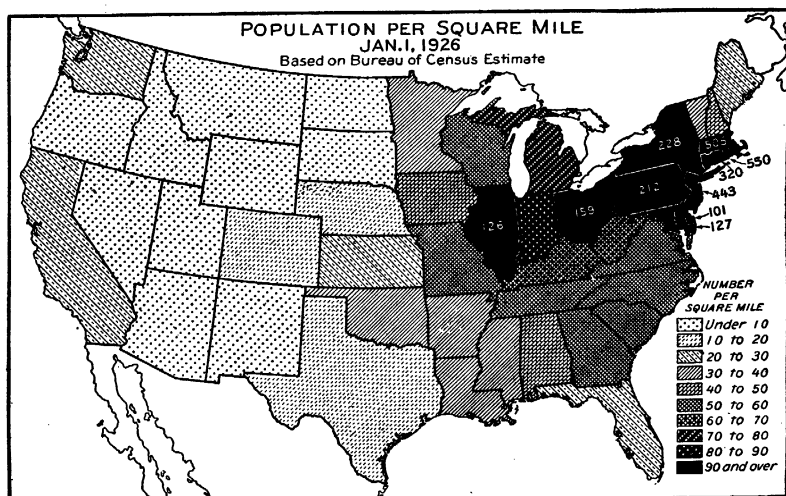 POPULATION PER SQUARE MILE
JAN. 1, 1926
Based on Bureau of Census Estimate
228
505
550
320
212
443
159
126
101
127
NUMBER
PER
SQUARE MILE
Under 10
10 to 20
20 to 30
30 to 40
40 to 50
50 to 60
60 to 70
70 to 80
80 to 90
90 and over